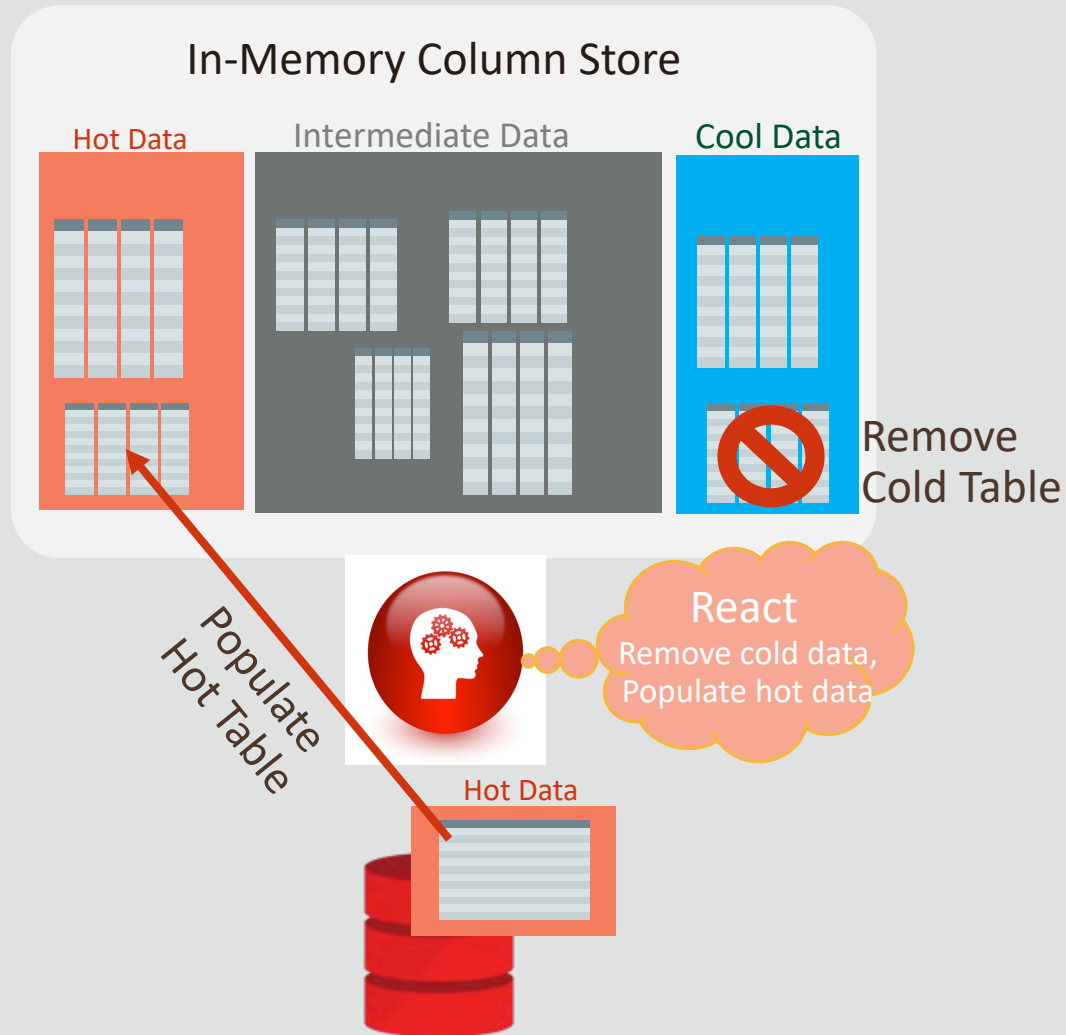 In-Memory Column Store
Hot Data
Intermediate Data
Cool Data
Remove
Cold Table
Populate
Hot Table
React
Remove cold data,
Populate hot data
Hot Data